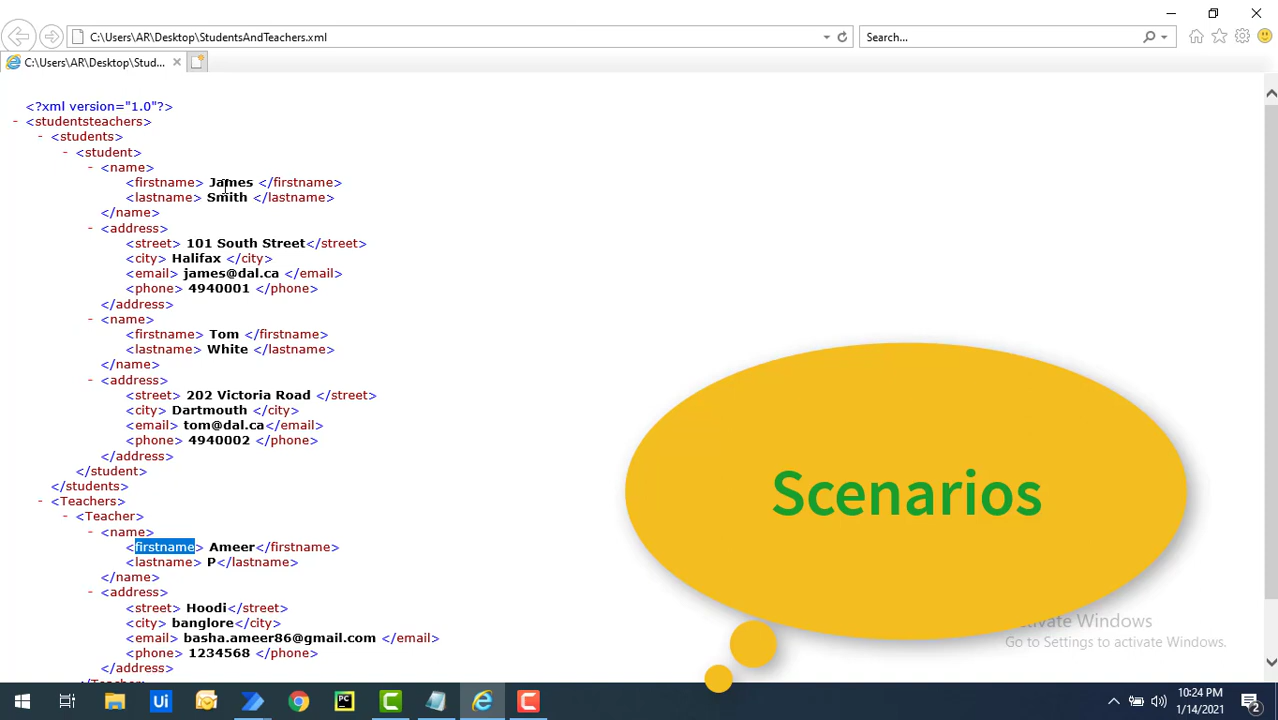 C:\Users\AR\Desktop\StudentsAndTeachers.xml
Search...
C:\Users\AR\Desktop\Stud...
<?xml version="1.0"?>
- <studentsteachers>
- <students>
- <student>
- <name>
<firstname> James </firstname>
<lastname> Smith </lastname>
</name>
- <address>
<street> 101 South Street</street>
<city> Halifax </city>
<email> james@dal.ca </email>
<phone> 4940001 </phone>
</address>
- <name>
<firstname> Tom </firstname>
<lastname> White </lastname>
</name>
- <address>
<street> 202 Victoria Road </street>
<city> Dartmouth </city>
<email> tom@dal.ca</email>
<phone> 4940002 </phone>
</address>
</student>
</students>
- <Teachers>
- <Teacher>
- <name>
<firstname> Ameer</firstname>
<lastname> P</lastname>
</name>
- <address>
<street> Hoodi</street>
<city> banglore</city>
<email> basha.ameer86@gmail.com </email>
<phone> 1234568 </phone>
</address>
Scenarios
Windows
Go to Settings to activate Windows.
Ui
PC
C
C
10:24 PM
1/14/2021
2